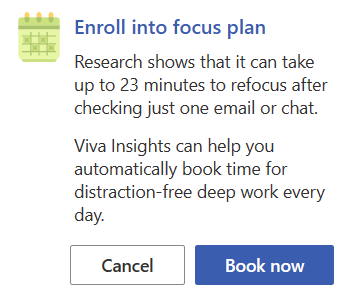 Enroll into focus plan
Research shows that it can take
up to 23 minutes to refocus after
checking just one email or chat.
Viva Insights can help you
automatically book time for
distraction-free deep work every
day.
Cancel
Book now